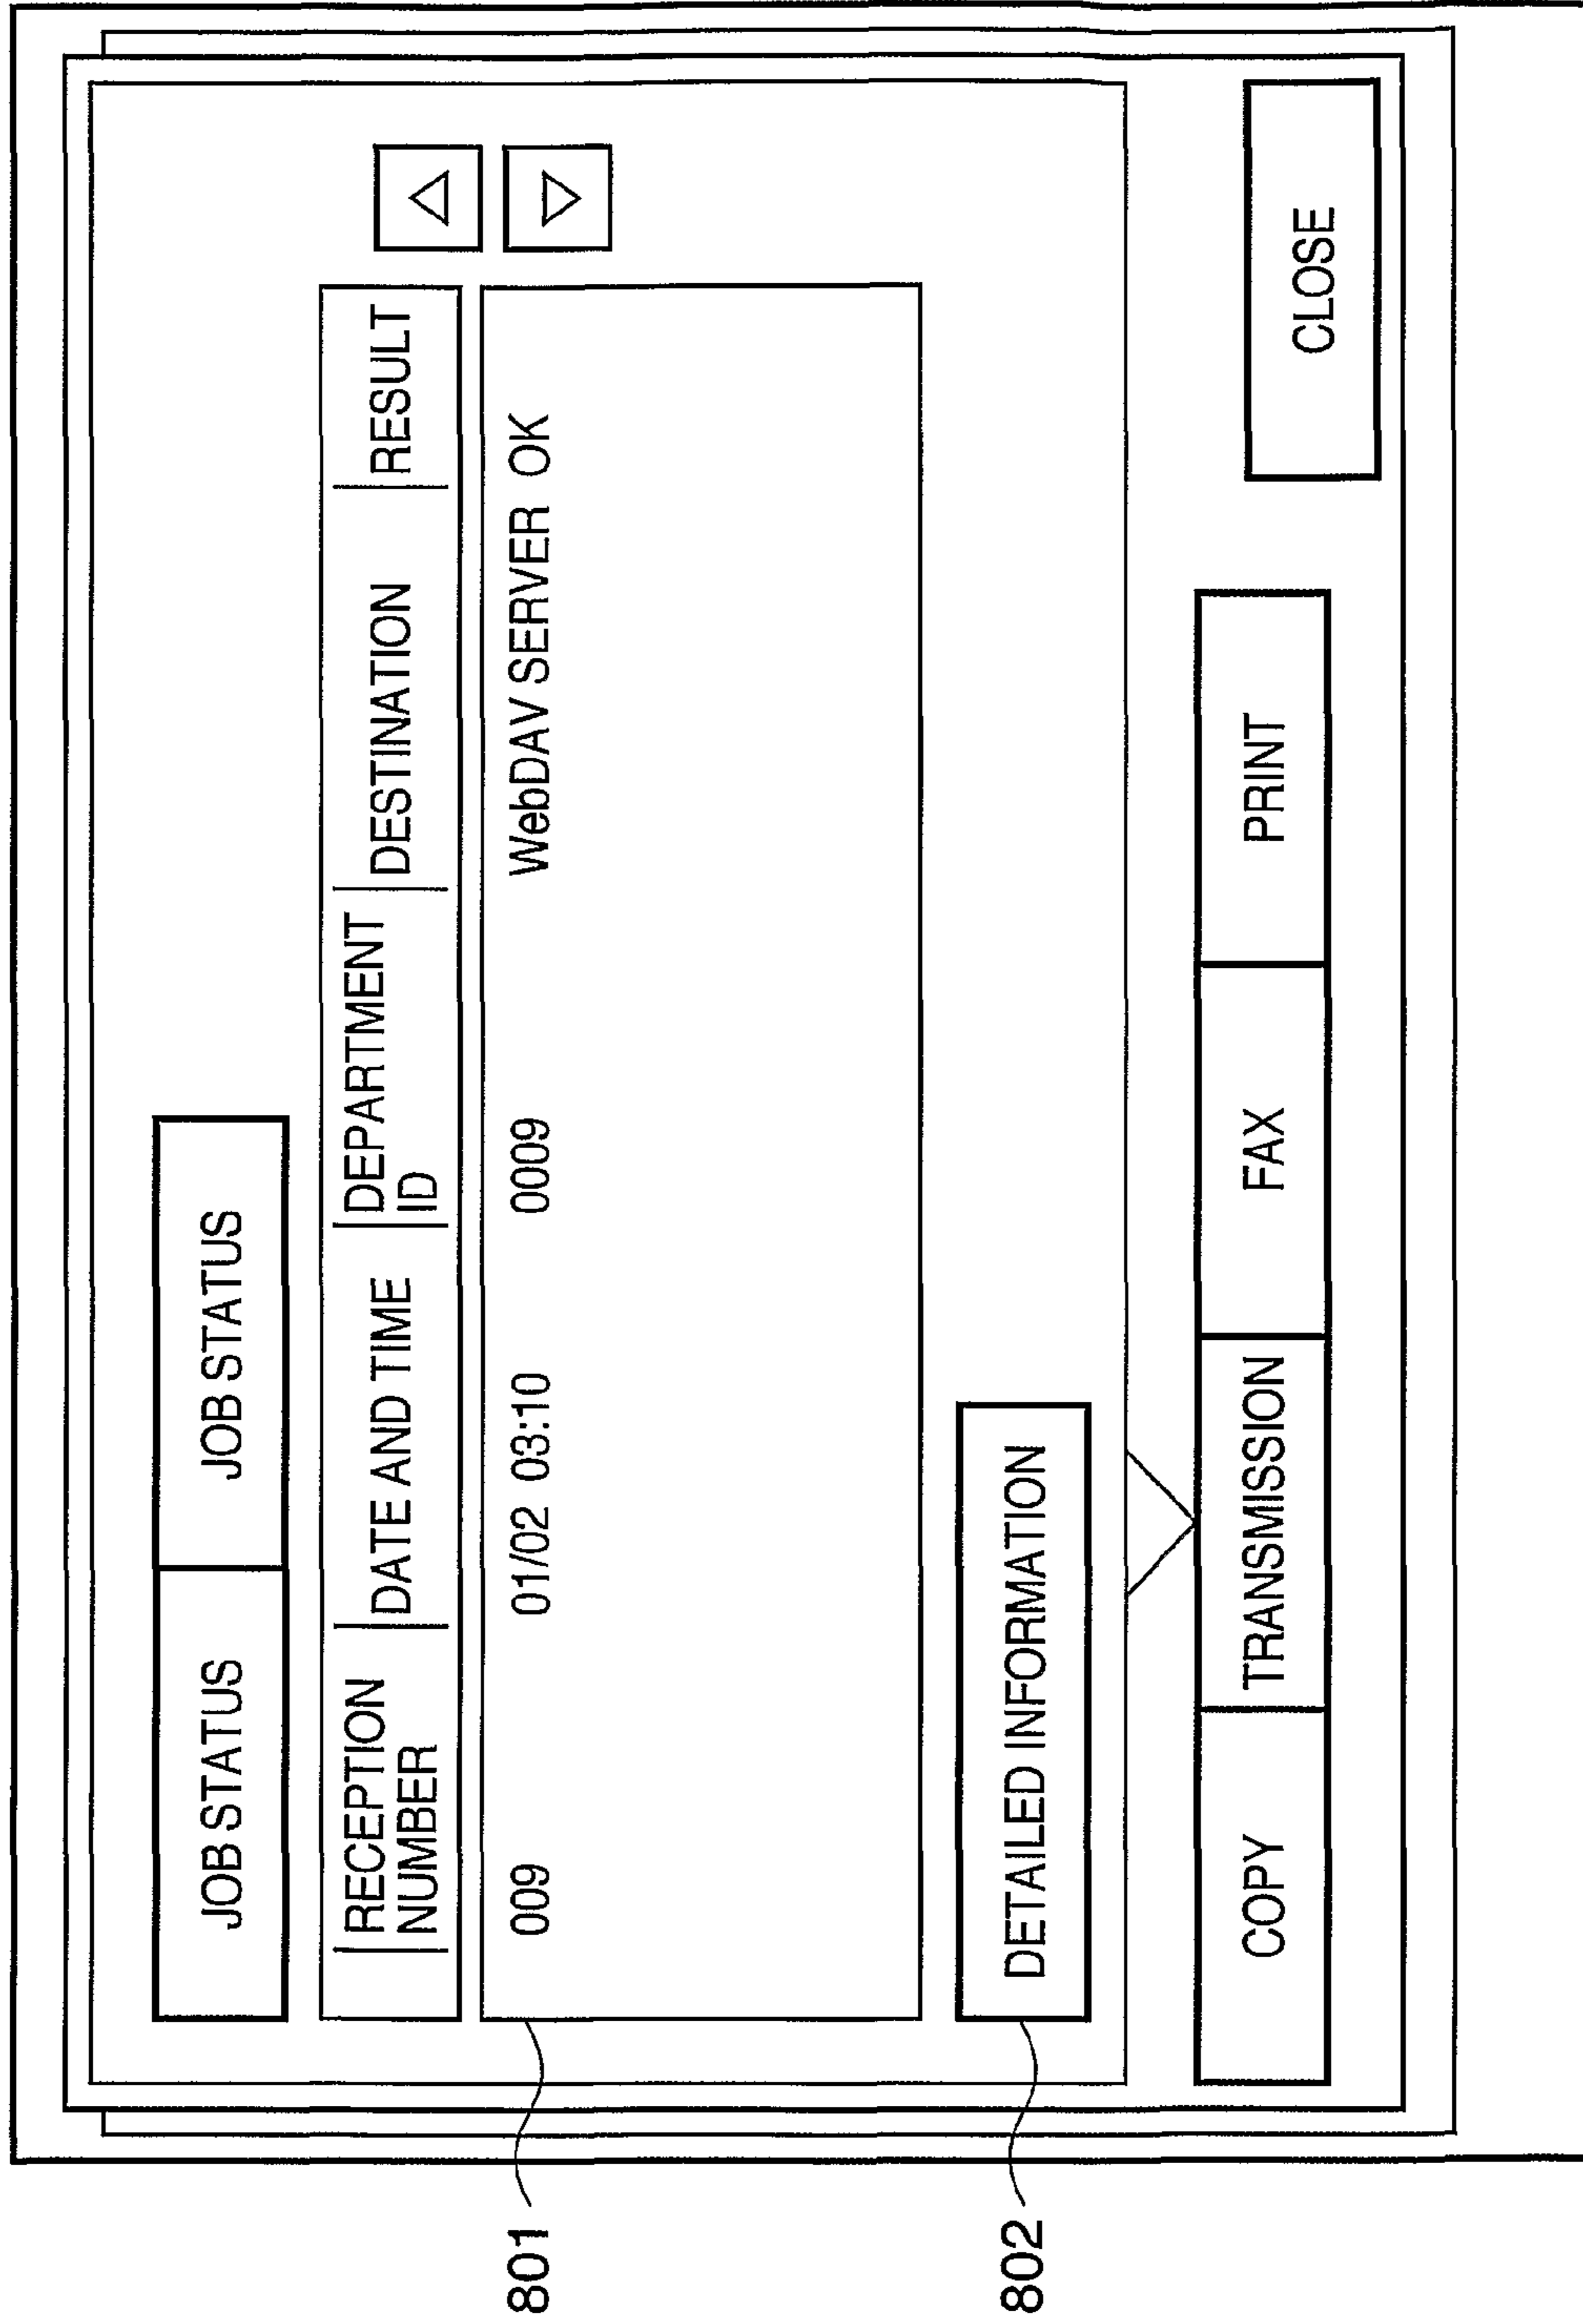 JOB STATUS
JOB STATUS
RECEPTION
NUMBER
DATE AND TIME
DEPARTMENT
ID
DESTINATION
RESULT
009
01/02 03:10
0009
WebDAV SERVER
OK
DETAILED INFORMATION
COPY
TRANSMISSION
FAX
PRINT
CLOSE
801
802